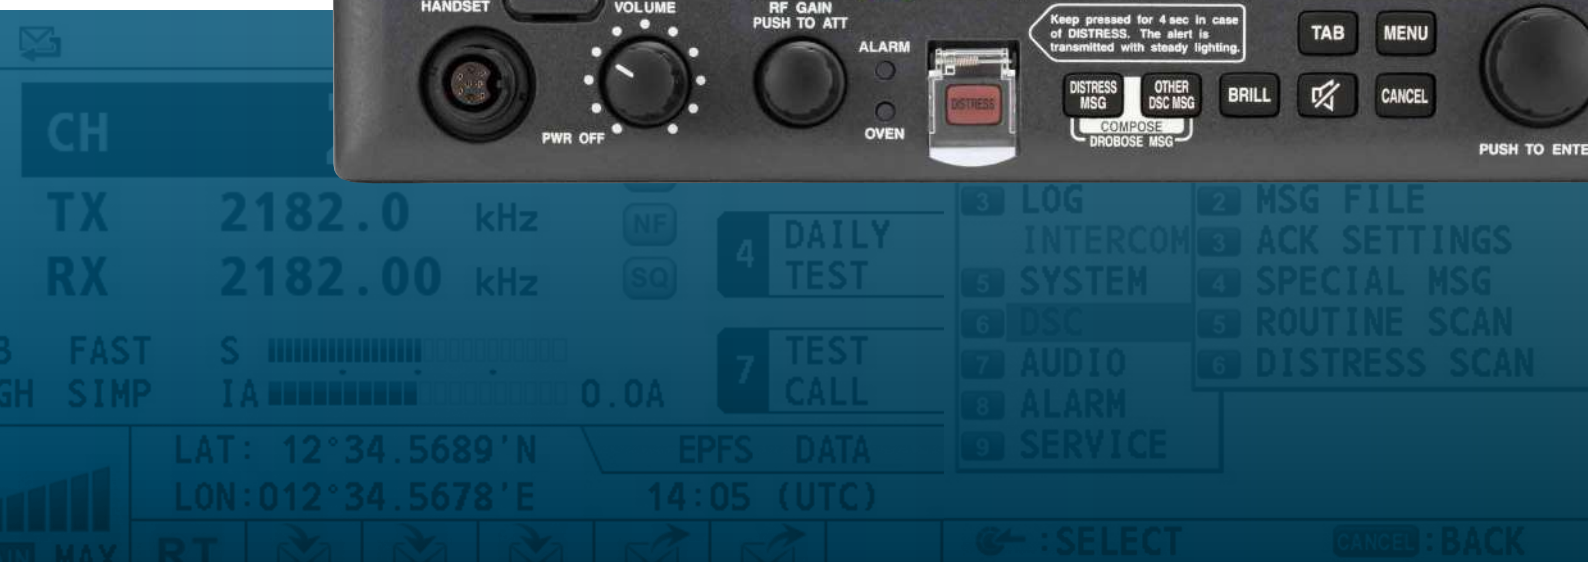 HANDSET
VOLUME
PWR OFF
RF GAIN
PUSH TO ATT
ALARM
OVEN
DISTRESS
Keep pressed for 4 sec in case
of DISTRESS. The alert is
transmitted with steady lighting.
TAB
MENU
DISTRESS
MSG
OTHER
DSC MSG
BRILL
CANCEL
COMPOSE
DROBOSE MSG
PUSH TO ENTE
CH
TX 2182.0 kHz
RX 2182.00 kHz
NF
SQ
FAST S
SIMP IA 0.0A
4 DAILY
TEST
7 TEST
CALL
3 LOG
INTERCOM
5 SYSTEM
6 DSC
7 AUDIO
8 ALARM
9 SERVICE
2 MSG FILE
3 ACK SETTINGS
4 SPECIAL MSG
5 ROUTINE SCAN
6 DISTRESS SCAN
LAT: 12°34.5689'N
LON:012°34.5678'E
EPFS DATA
14:05 (UTC)
MAX
RT
:SELECT
CANCEL :BACK